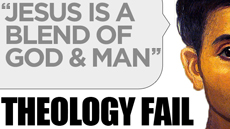 “JESUS IS A
BLEND OF
GOD & MAN”
THEOLOGY FAIL